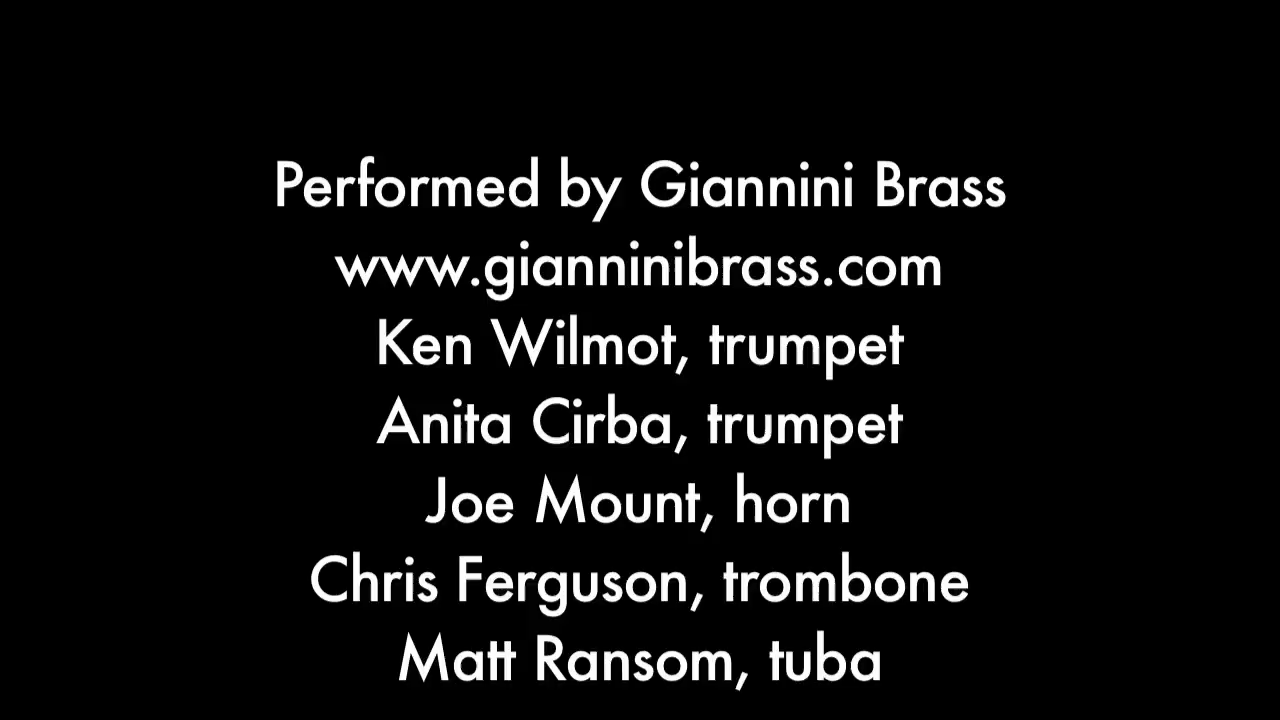 Performed by Giannini Brass
www.gianninibrass.com
Ken Wilmot, trumpet
Anita Cirba, trumpet
Joe Mount, horn
Chris Ferguson, trombone
Matt Ransom, tuba